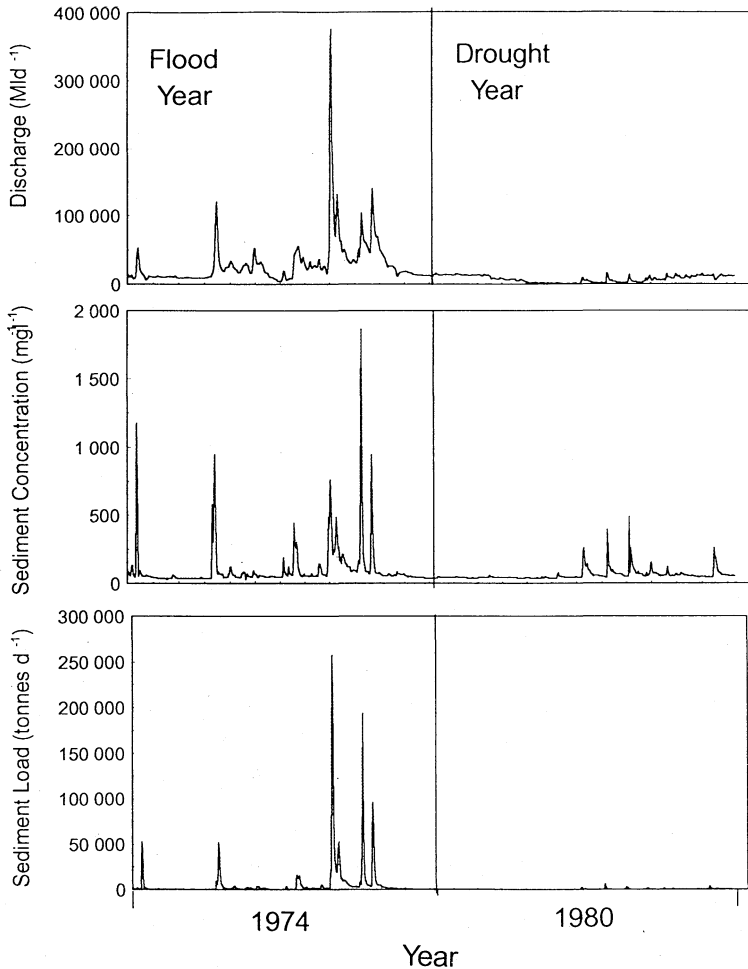 400 000
300 000
200 000
100 000
0
Discharge (Mld -1)
Flood
Year
Drought
Year
2 000
1 500
1 000
500
0
Sediment Concentration (mg l-1)
300 000
250 000
200 000
150 000
100 000
50 000
0
Sediment Load (tonnes d -1)
1974
1980
Year